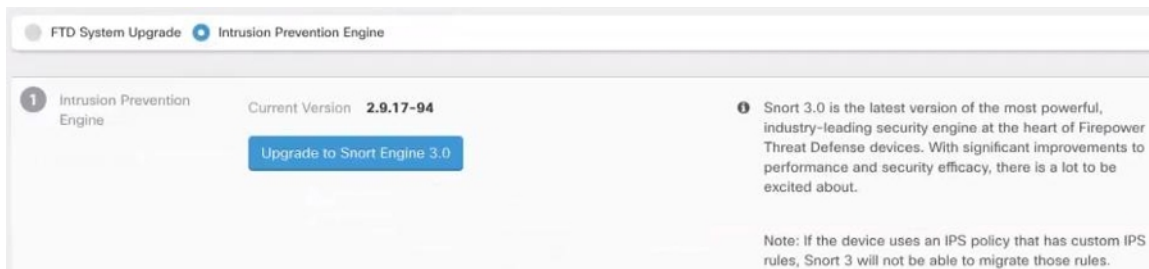 FTD System Upgrade Intrusion Prevention Engine
1 Intrusion Prevention
Engine
Current Version 2.9.17-94
Upgrade to Snort Engine 3.0
Snort 3.0 is the latest version of the most powerful,
industry-leading security engine at the heart of Firepower
Threat Defense devices. With significant improvements to
performance and security efficacy, there is a lot to be
excited about.
Note: If the device uses an IPS policy that has custom IPS
rules, Snort 3 will not be able to migrate those rules.